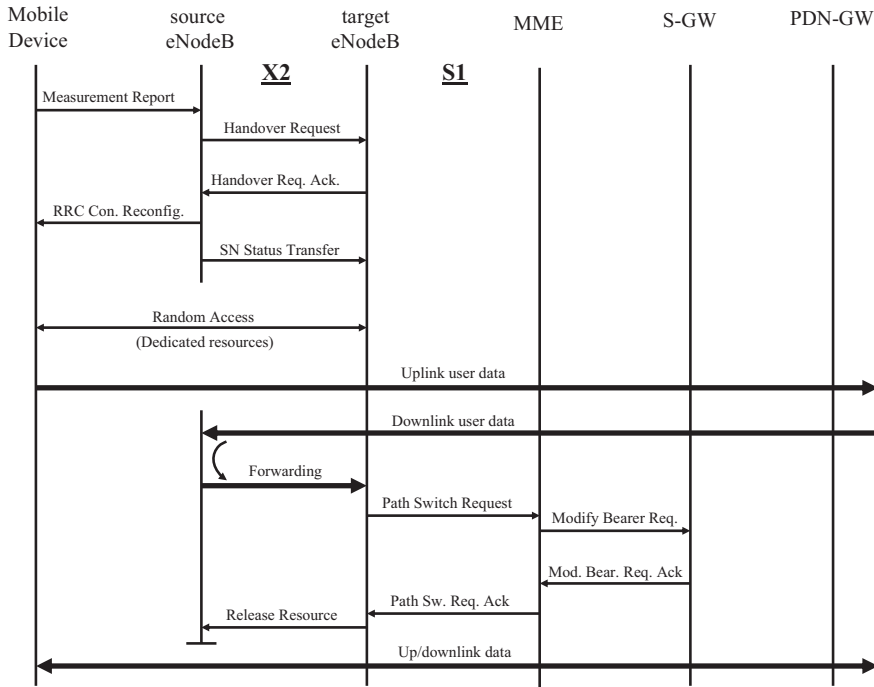 Mobile
Device
source
eNodeB
target
eNodeB
MME
S-GW
PDN-GW
X2
S1
Measurement Report
Handover Request
Handover Req. Ack.
RRC Con. Reconfig.
SN Status Transfer
Random Access
(Dedicated resources)
Uplink user data
Downlink user data
Forwarding
Path Switch Request
Modify Bearer Req.
Mod. Bear. Req. Ack
Path Sw. Req. Ack
Release Resource
Up/downlink data